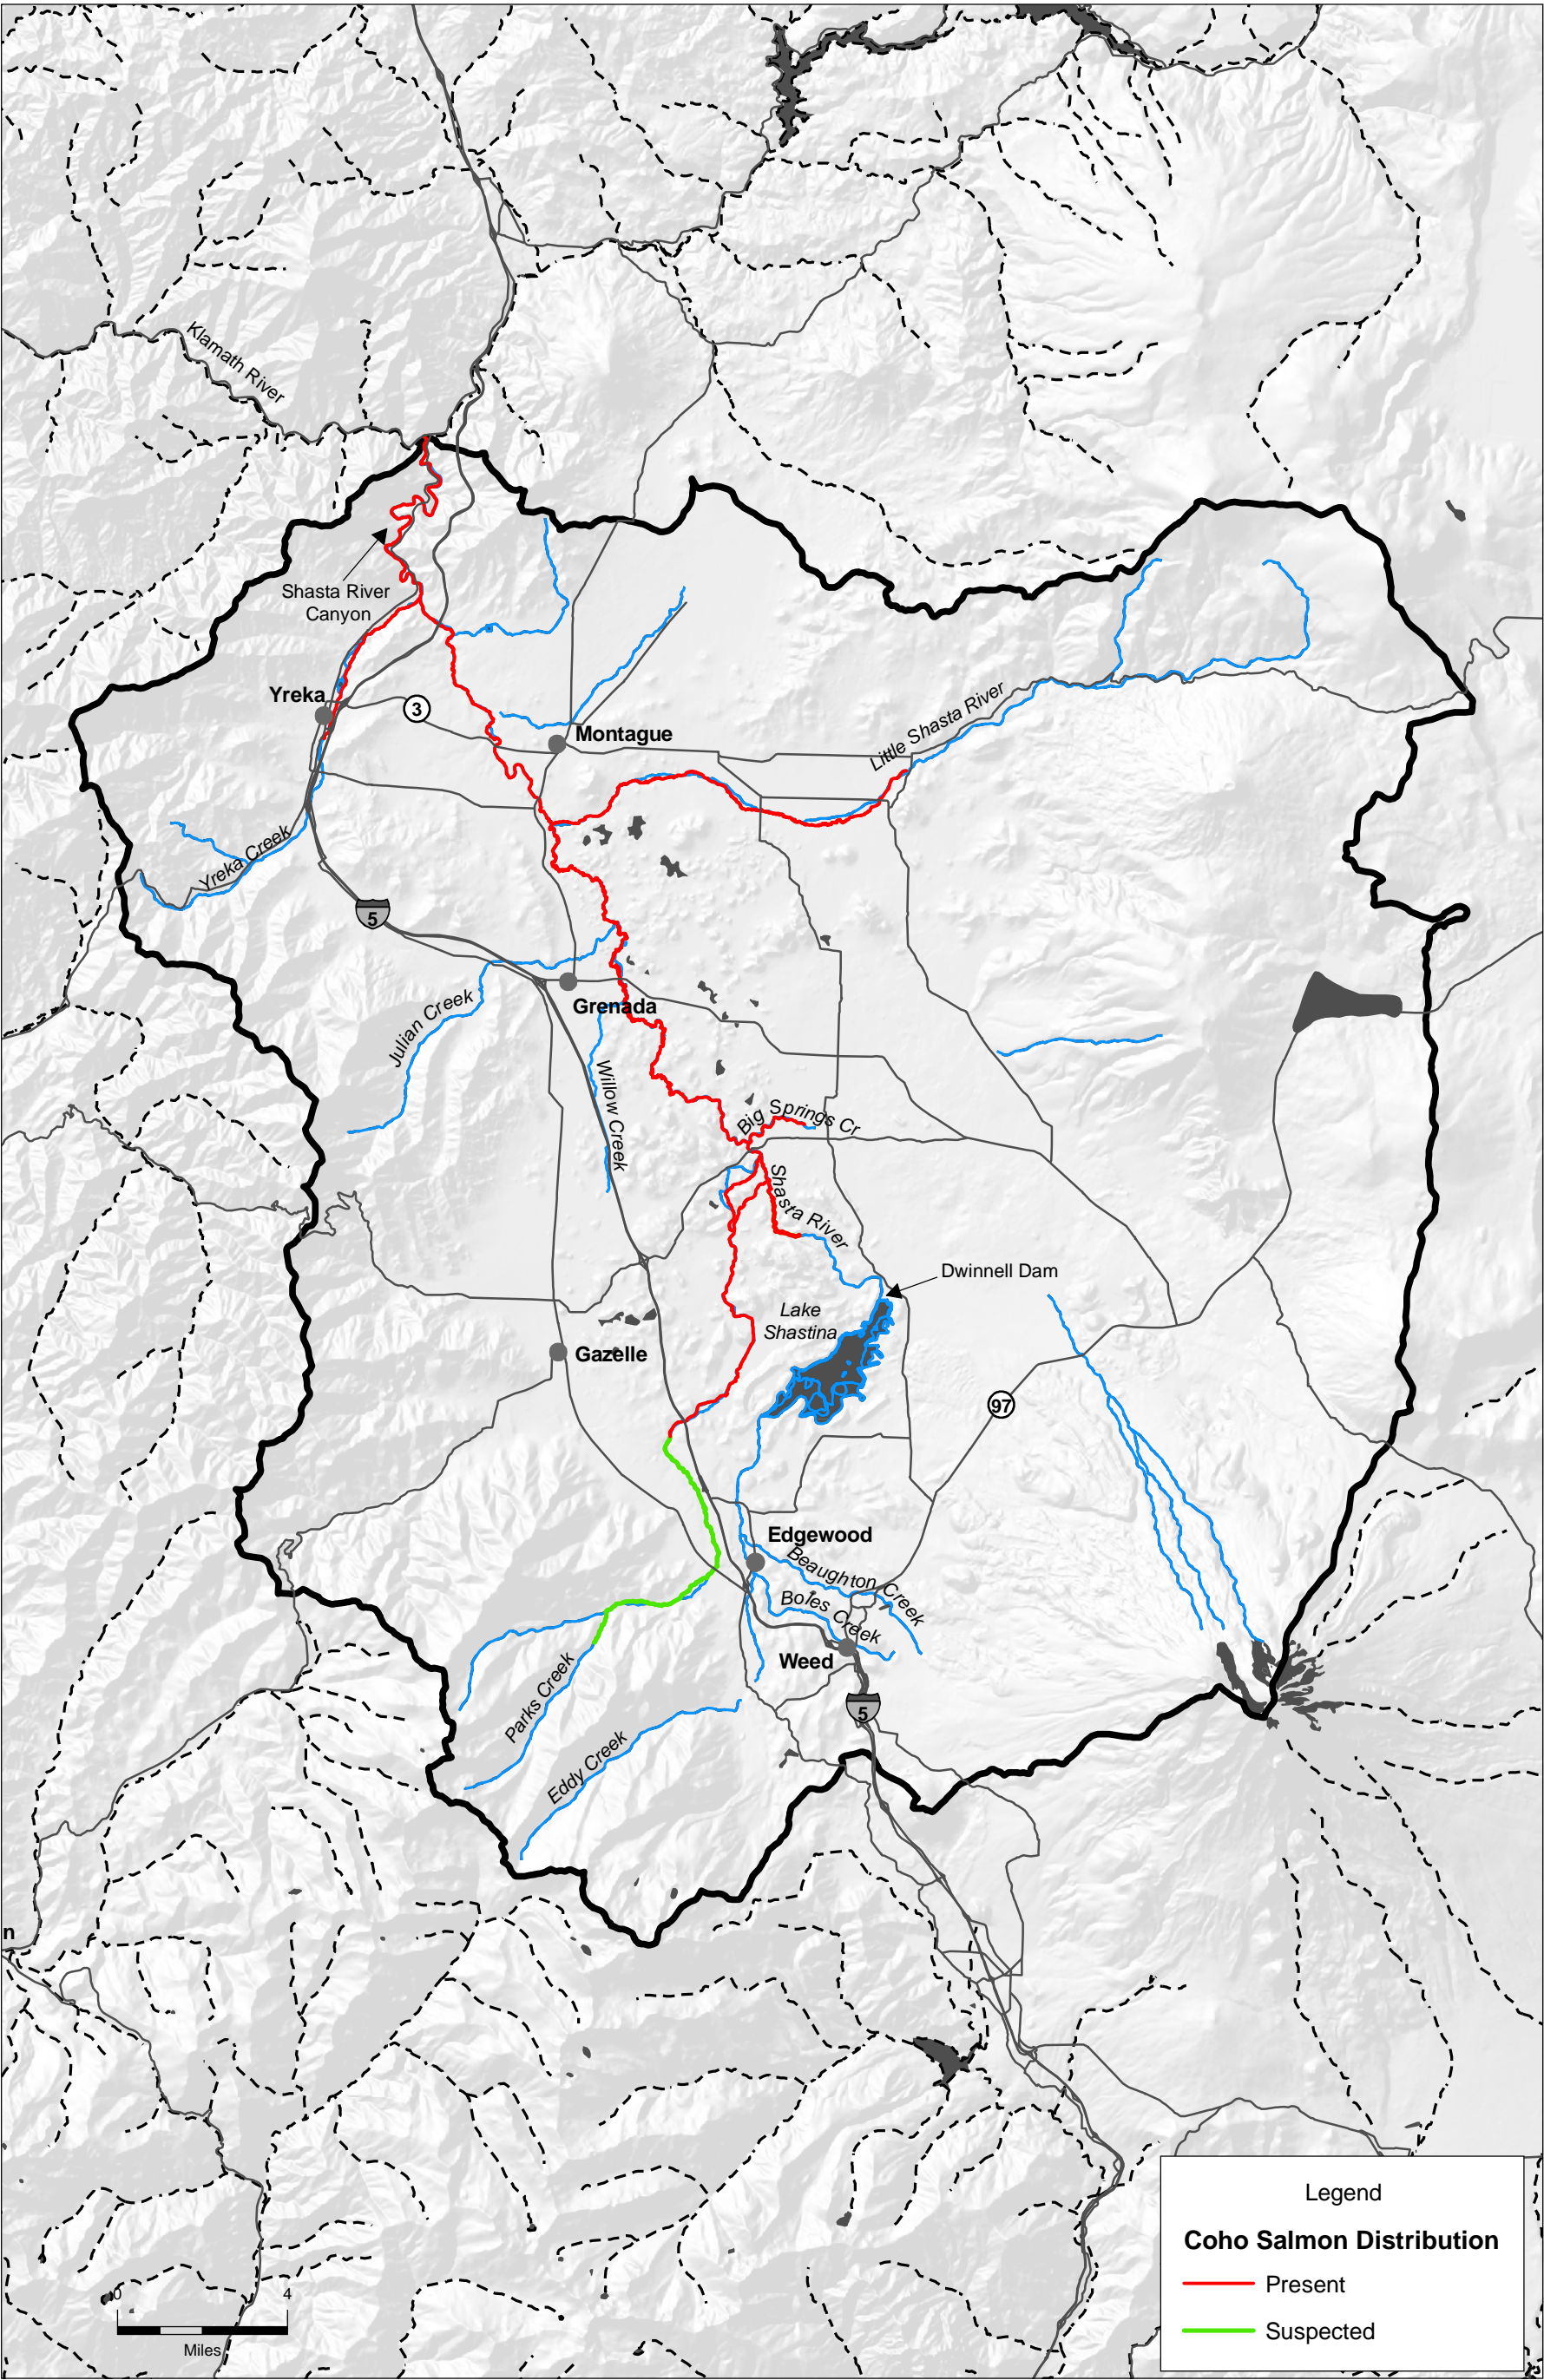 Klamath River
Shasta River
Canyon
Yreka
3
Montague
Little Shasta River
Yreka Creek
5
Grenada
Julian Creek
Willow Creek
Big Springs Cr
Shasta River
Dwinnell Dam
Lake
Shastina
Gazelle
97
Edgewood
Beaughton Creek
Boles Creek
Weed
Parks Creek
5
Eddy Creek
n
Legend
Coho Salmon Distribution
Present
Suspected
0 4
Miles